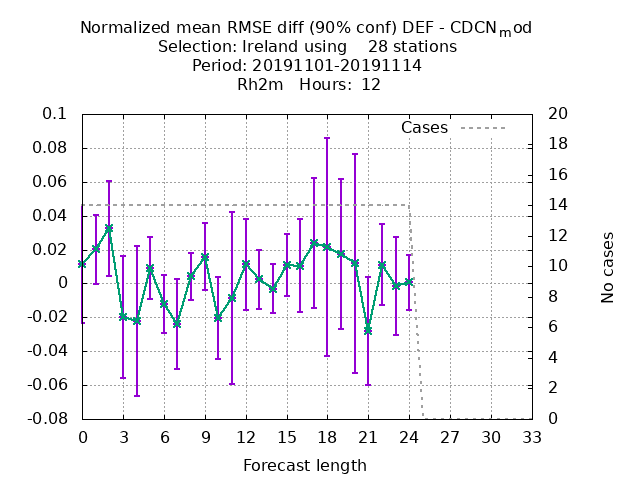 Normalized mean RMSE diff (90% conf) DEF - CDCNmod
Selection: Ireland using    28 stations
Period: 20191101-20191114
Rh2m   Hours:  12
0.1
0.08
0.06
0.04
0.02
0
-0.02
-0.04
-0.06
-0.08
Cases
20
18
16
14
12
10
8
6
4
2
0
No cases
0 3 6 9 12 15 18 21 24 27 30 33
Forecast length